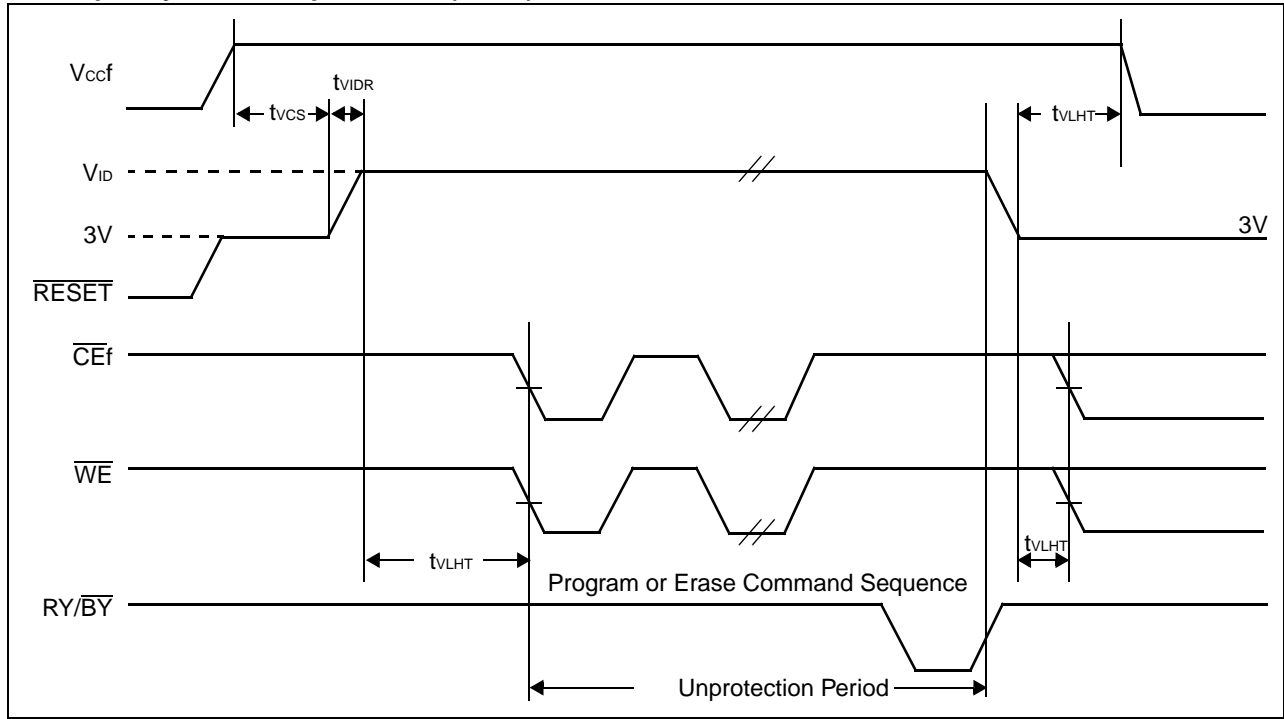 VCCf
tVIDR
tVCS
tVLHT
VID
3V
3V
RESET
CEf
WE
tVLHT
tVLHT
Program or Erase Command Sequence
RY/BY
Unprotection Period